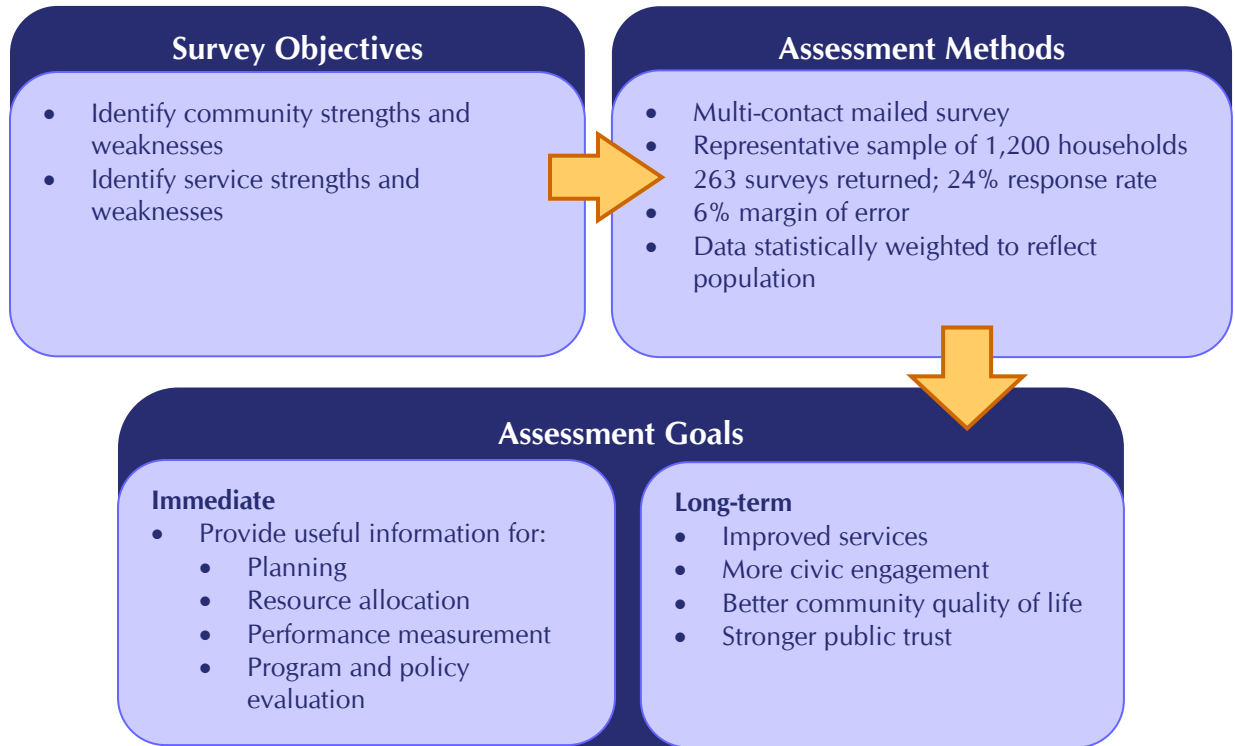 Survey Objectives
• Identify community strengths and
weaknesses
• Identify service strengths and
weaknesses
Assessment Methods
• Multi-contact mailed survey
• Representative sample of 1,200 households
263 surveys returned; 24% response rate
• 6% margin of error
• Data statistically weighted to reflect
population
Assessment Goals
Immediate
• Provide useful information for:
• Planning
• Resource allocation
• Performance measurement
• Program and policy
evaluation
Long-term
• Improved services
• More civic engagement
• Better community quality of life
• Stronger public trust